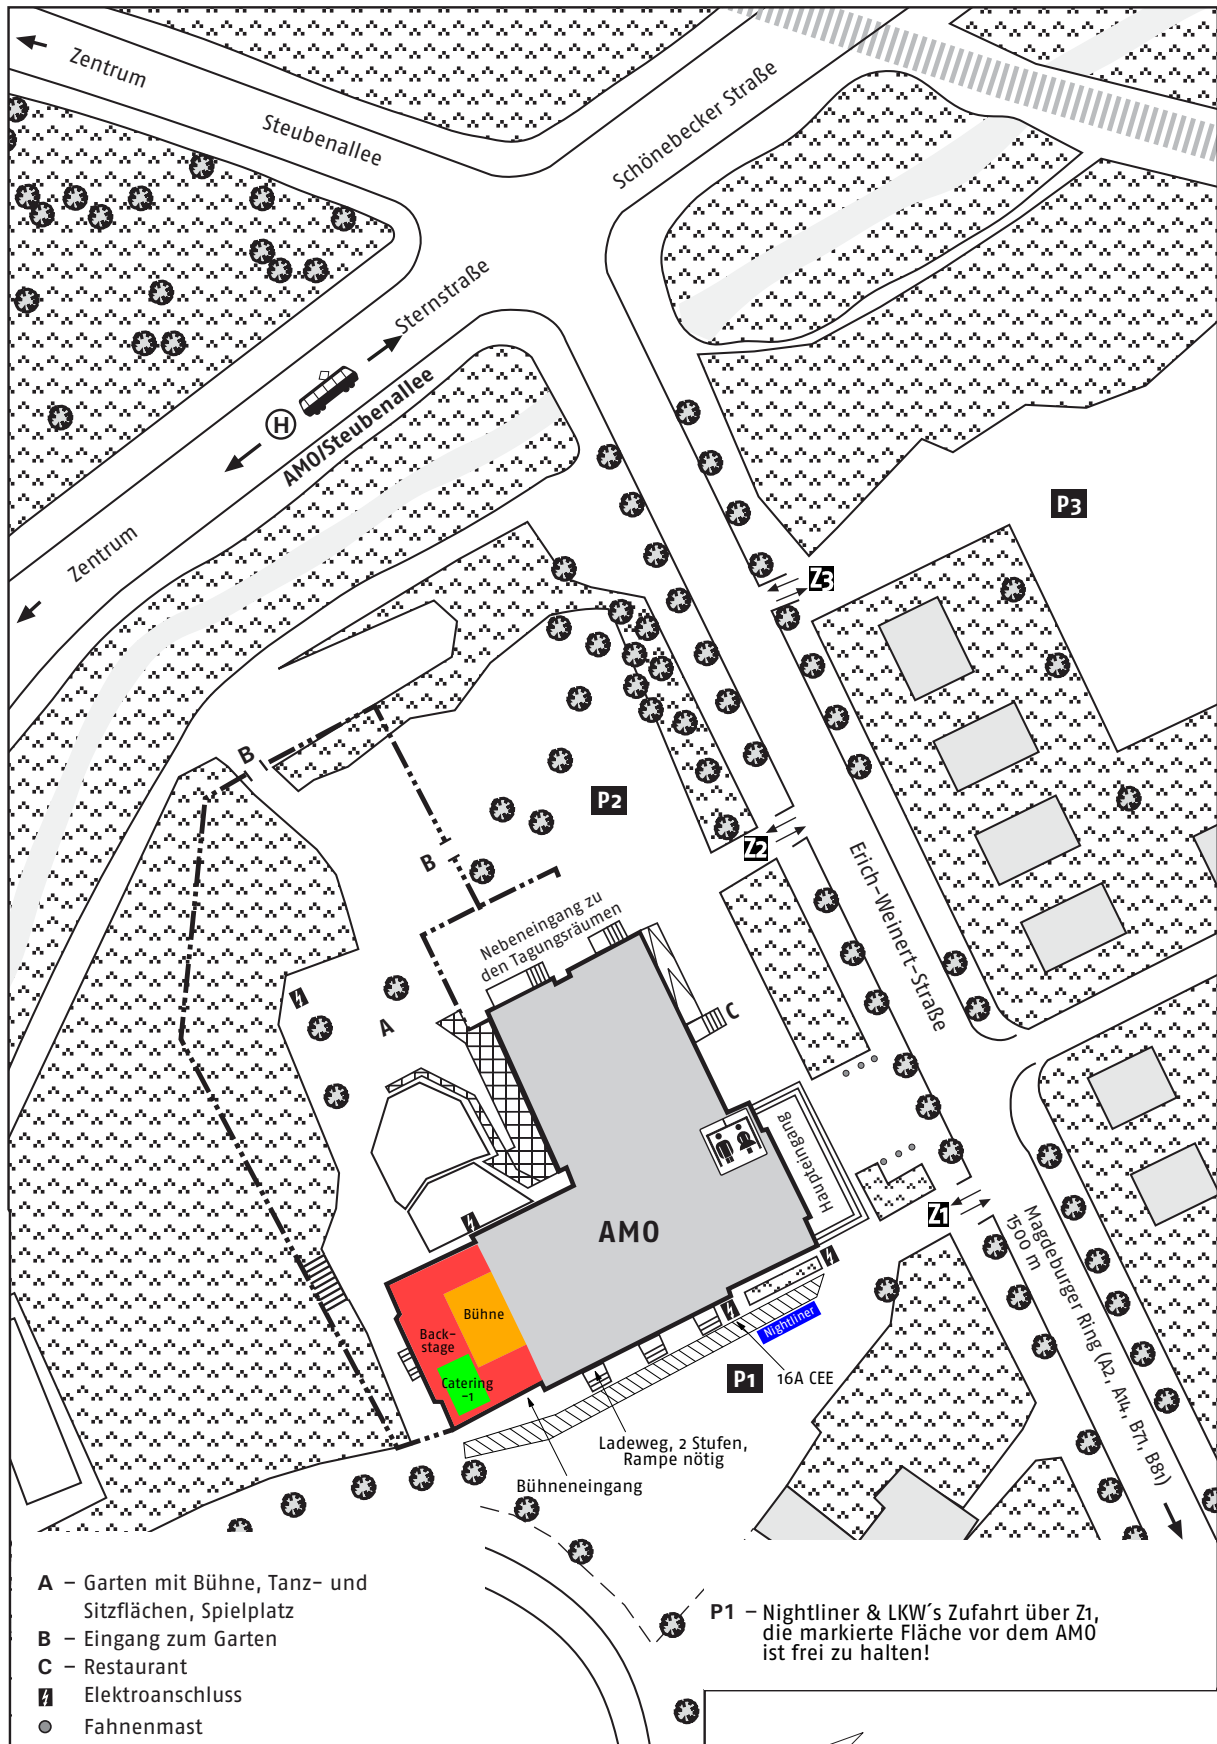 Zentrum
Steubenallee
Schönebecker Straße
Sternstraße
H
AMO/Steubenallee
Zentrum
P3
Z3
B
P2
Z2
B
Erich-Weinert-Straße
Nebeneingang zu
den Tagungsräumen
A
C
Haupteingang
Z1
Magdeburger Ring (A2, A14, B71, B81)
1500 m
AMO
Bühne
Back-
stage
Catering
-1
Nightliner
P1
16A CEE
Ladeweg, 2 Stufen,
Rampe nötig
Bühneneingang
A – Garten mit Bühne, Tanz- und
Sitzflächen, Spielplatz
B – Eingang zum Garten
C – Restaurant
Elektroanschluss
Fahnenmast
P1 – Nightliner & LKW´s Zufahrt über Z1,
die markierte Fläche vor dem AMO
ist frei zu halten!